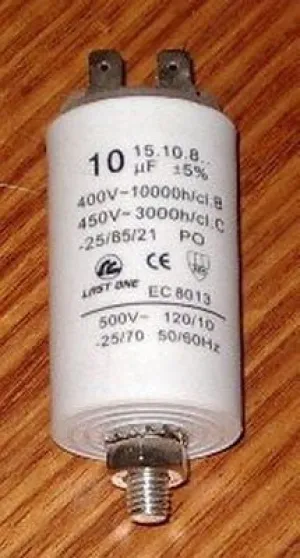 10 15.10.8..
µF ±5%
400V~10000h/cl.B
450V~3000h/cl.C
-25/85/21 PO
CE
LAST ONE EC 8013
500V~ 120/10
-25/70 50/60Hz